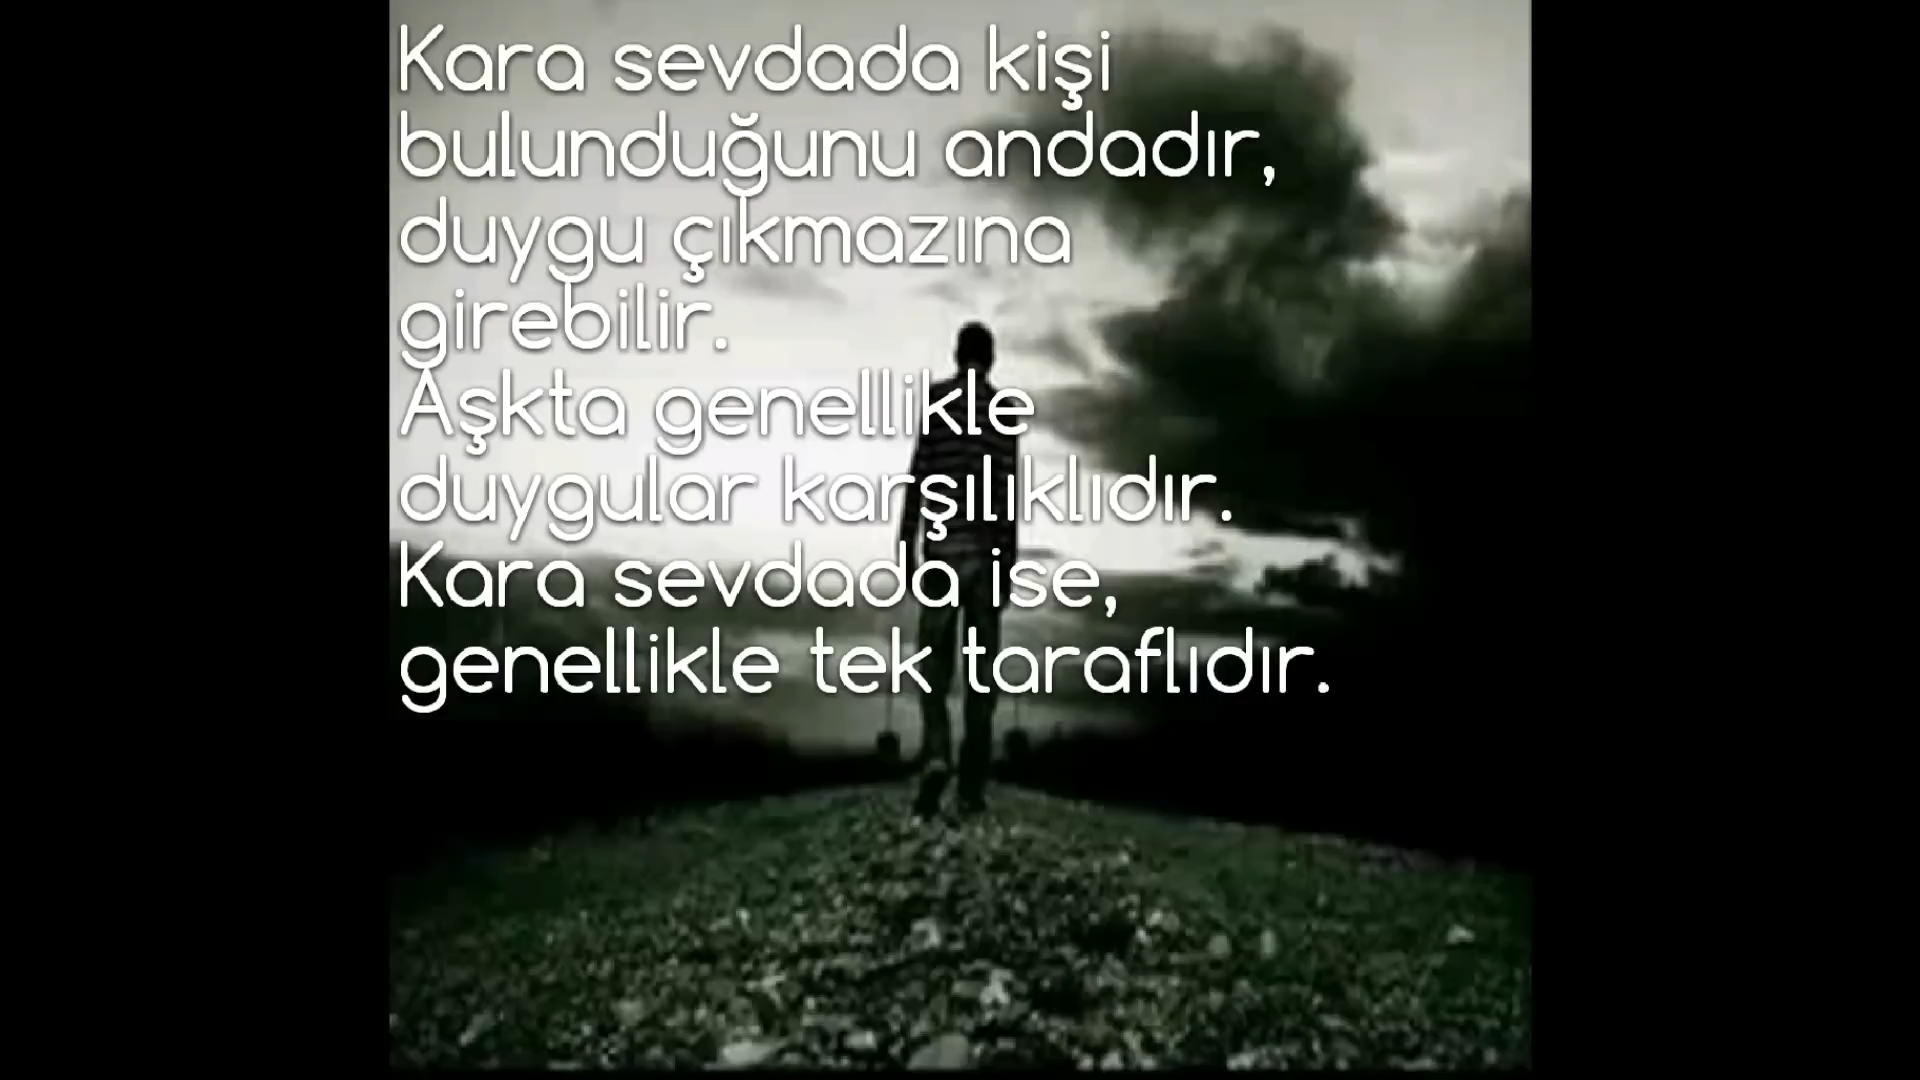 Kara sevdada kişi
bulunduğunu andadır,
duygu çıkmazına
girebilir.
Aşkta genellikle
duygular karşılıklıdır.
Kara sevdada ise,
genellikle tek taraflıdır.